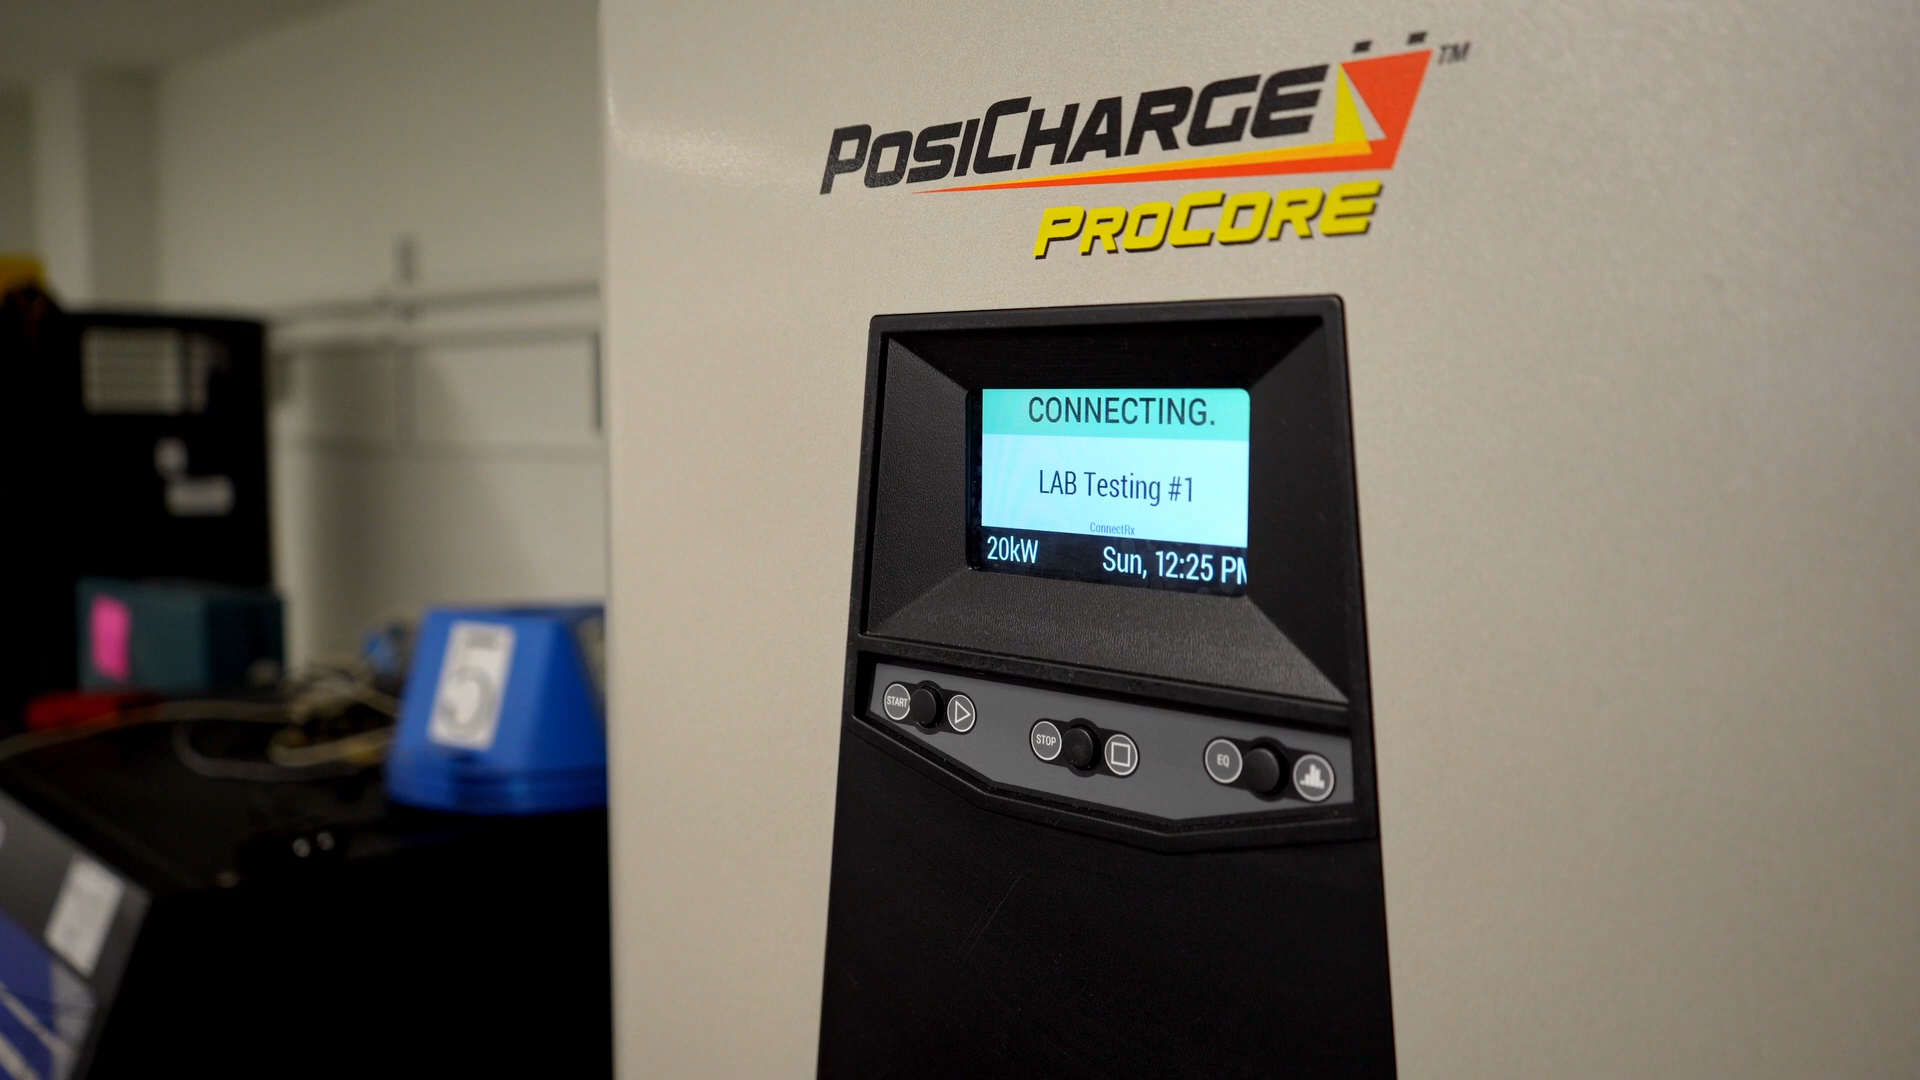 POSICHARGE™
PROCORE
CONNECTING.
LAB Testing #1
ConnectRx
20kW Sun, 12:25 PM
START
STOP
EQ